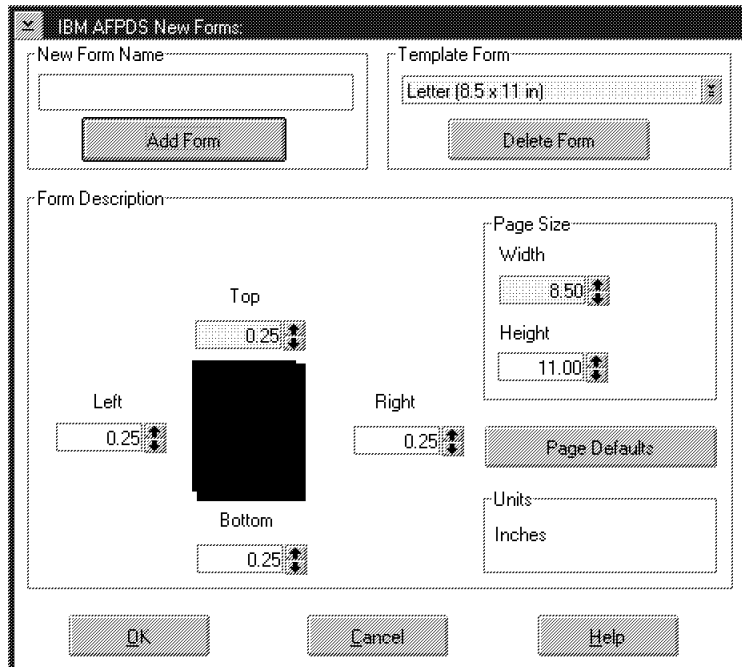 IBM AFPDS New Forms:
New Form Name
Add Form
Template Form
Letter (8.5 x 11 in)
Delete Form
Form Description
Top
0.25
Left
0.25
Right
0.25
Bottom
0.25
Page Size
Width
8.50
Height
11.00
Page Defaults
Units
Inches
OK
Cancel
Help